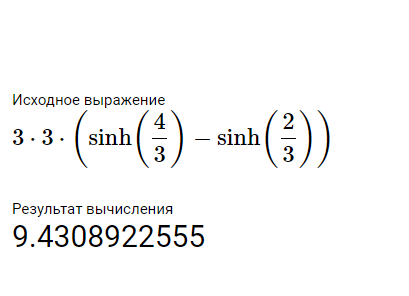 Исходное выражение
3 · 3 · (sinh(4/3) − sinh(2/3))
Результат вычисления
9.4308922555